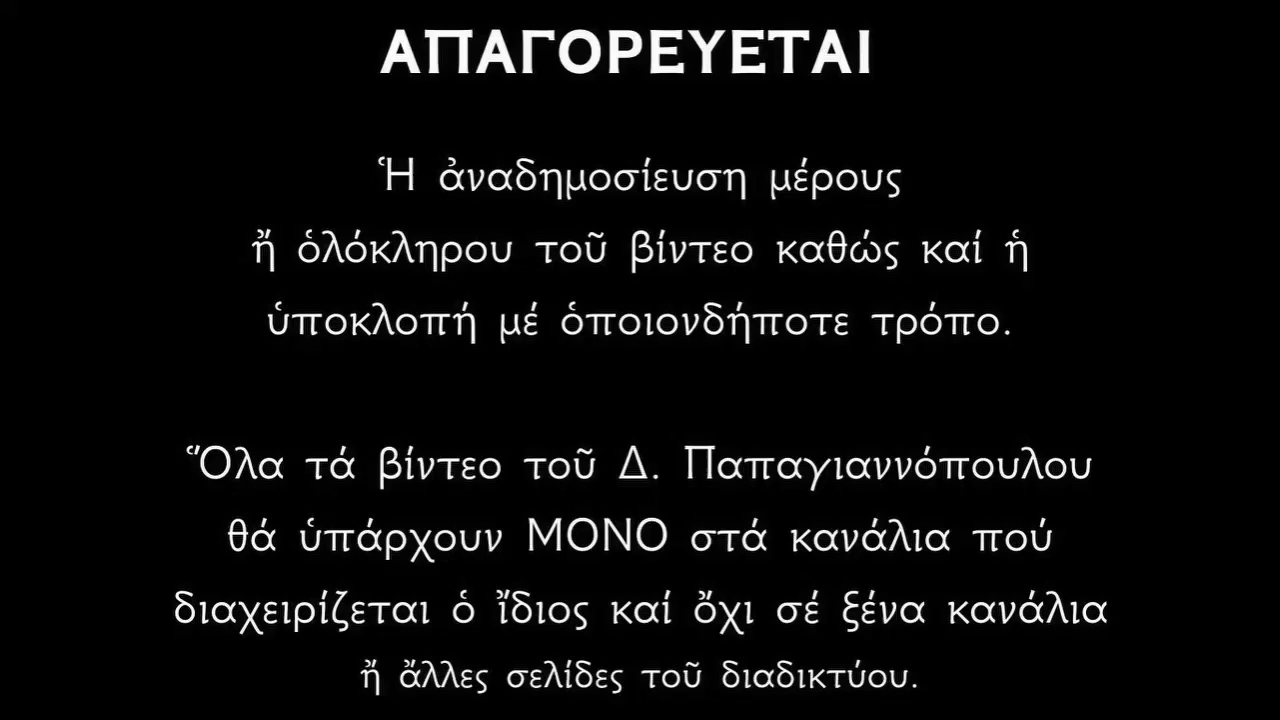 ΑΠΑΓΟΡΕΥΕΤΑΙ
Ἡ ἀναδημοσίευση μέρους
ἤ ὁλόκληρου τοῦ βίντεο καθώς καί ἡ
ὑποκλοπή μέ ὁποιονδήποτε τρόπο.
Ὅλα τά βίντεο τοῦ Δ. Παπαγιαννόπουλου
θά ὑπάρχουν ΜΟΝΟ στά κανάλια πού
διαχειρίζεται ὁ ἴδιος καί ὄχι σέ ξένα κανάλια
ἤ ἄλλες σελίδες τοῦ διαδικτύου.